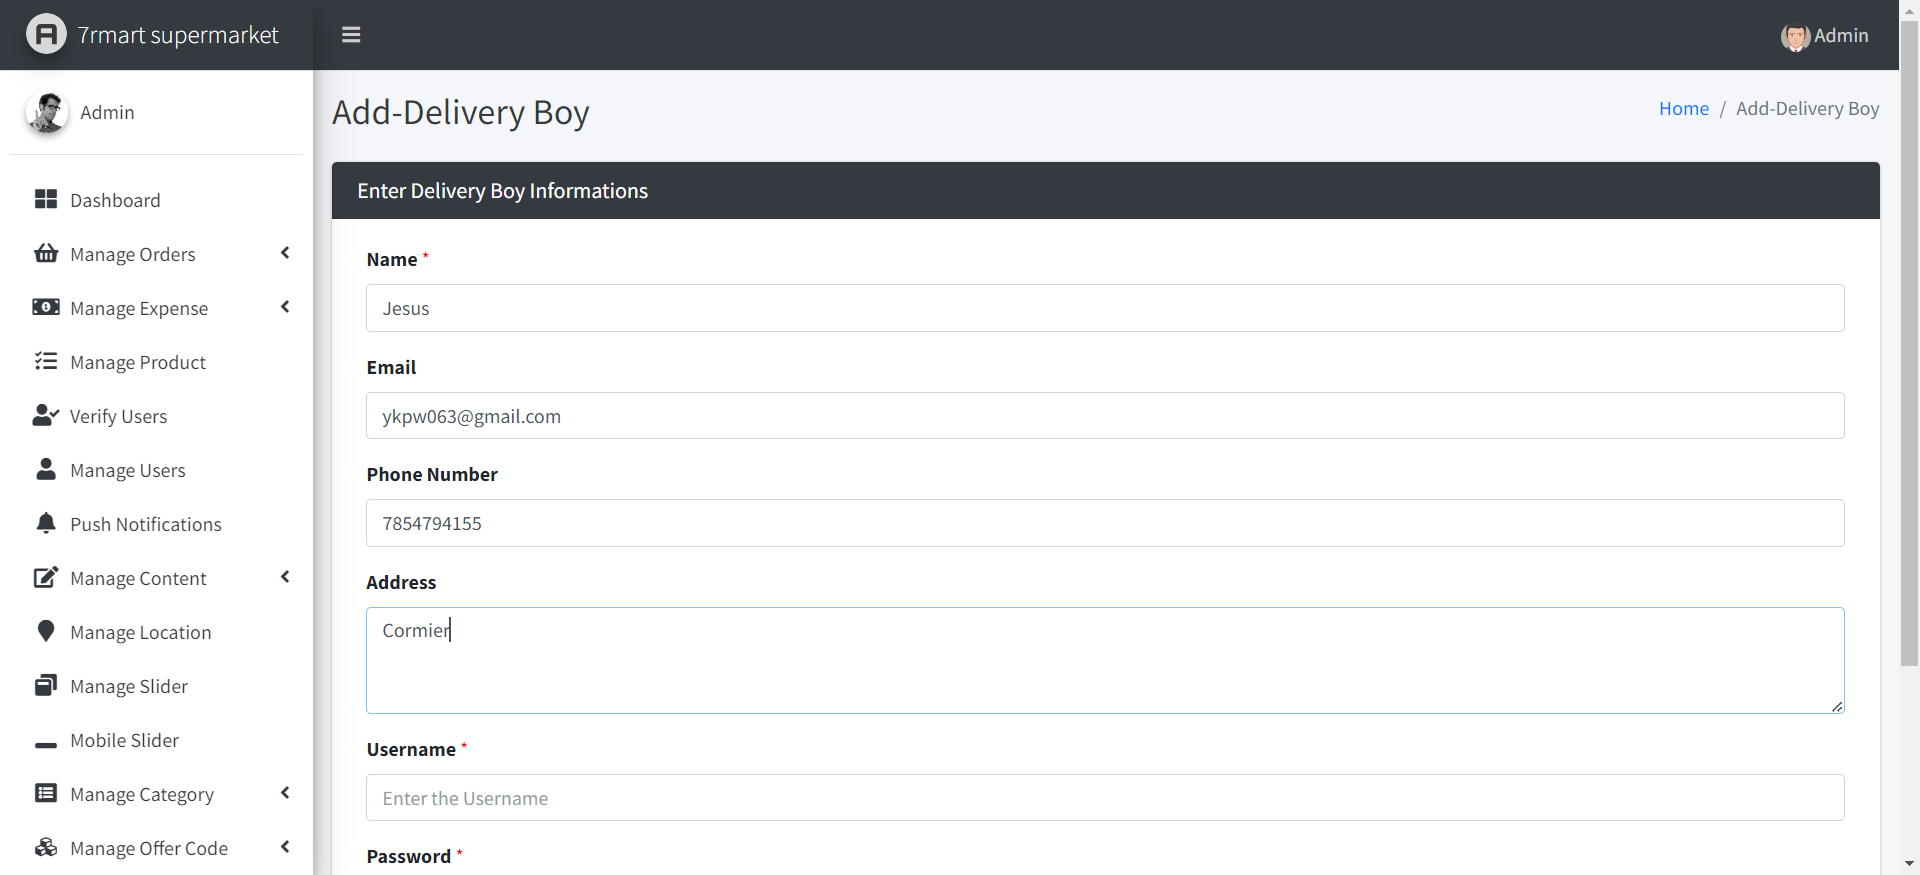 7rmart supermarket
Admin
Admin
Dashboard
Manage Orders
Manage Expense
Manage Product
Verify Users
Manage Users
Push Notifications
Manage Content
Manage Location
Manage Slider
Mobile Slider
Manage Category
Manage Offer Code
Add-Delivery Boy
Home / Add-Delivery Boy
Enter Delivery Boy Informations
Name *
Jesus
Email
ykpw063@gmail.com
Phone Number
7854794155
Address
Cormier
Username *
Enter the Username
Password *